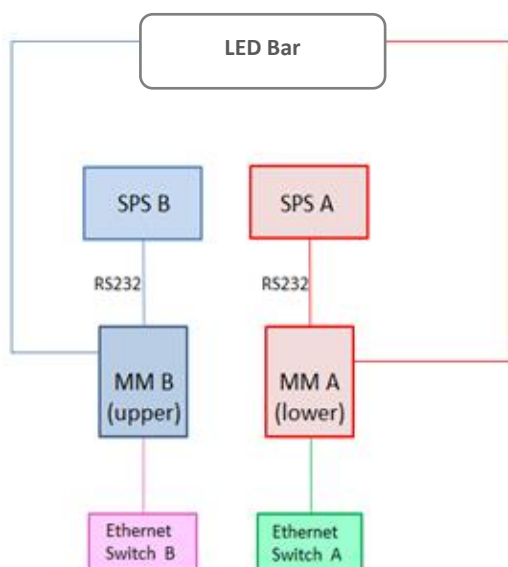 LED Bar
SPS B
SPS A
RS232
RS232
MM B
(upper)
MM A
(lower)
Ethernet
Switch B
Ethernet
Switch A